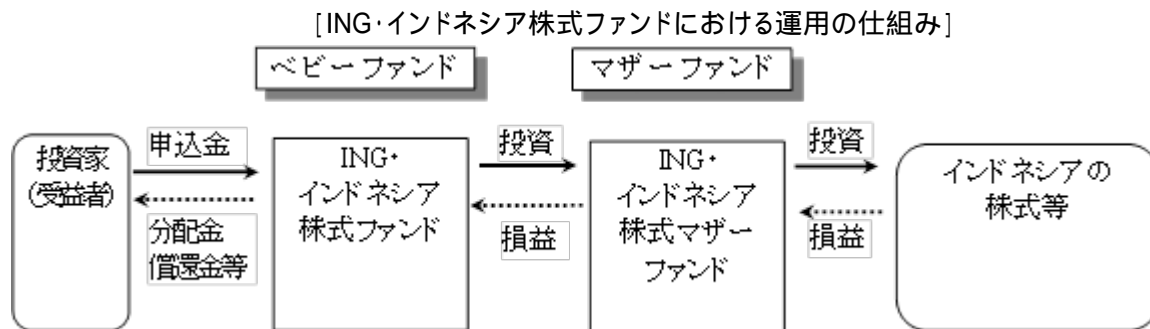 [ING・インドネシア株式ファンドにおける運用の仕組み]
ベビーファンド
マザーファンド
投資家
(受益者)
申込金
分配金
償還金等
ING・
インドネシア
株式ファンド
投資
損益
ING・
インドネシア
株式マザー
ファンド
投資
損益
インドネシアの
株式等